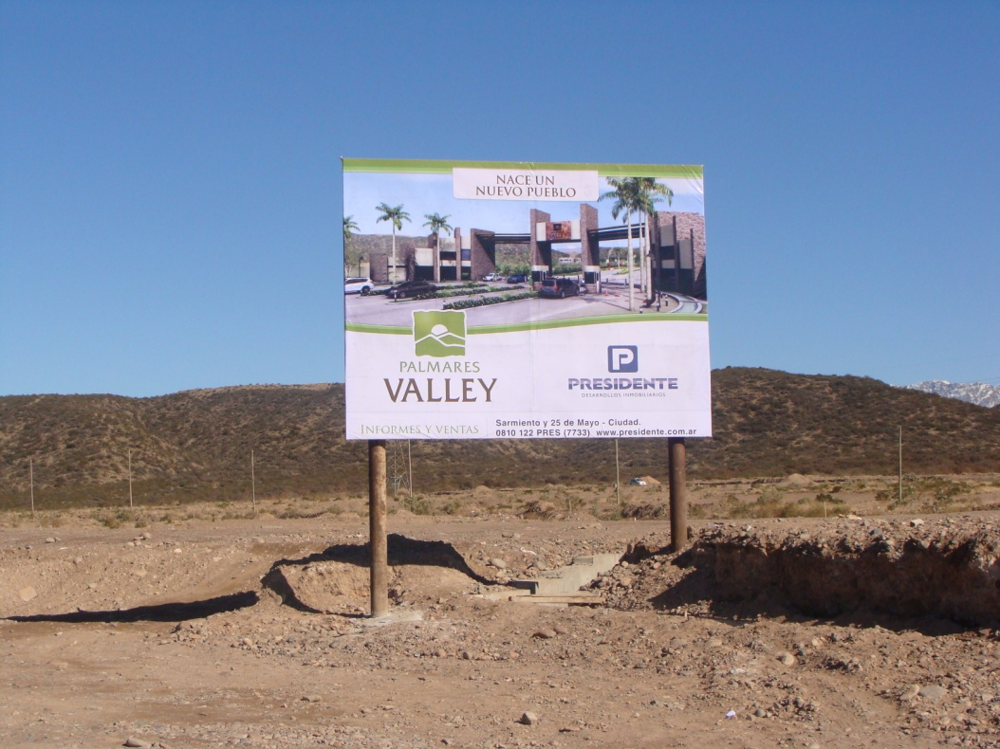 NACE UN
NUEVO PUEBLO
PALMARES
VALLEY
P
PRESIDENTE
DESARROLLOS INMOBILIARIOS
INFORMES Y VENTAS
Sarmiento y 25 de Mayo - Ciudad.
0810 122 PRES (7733) www.presidente.com.ar